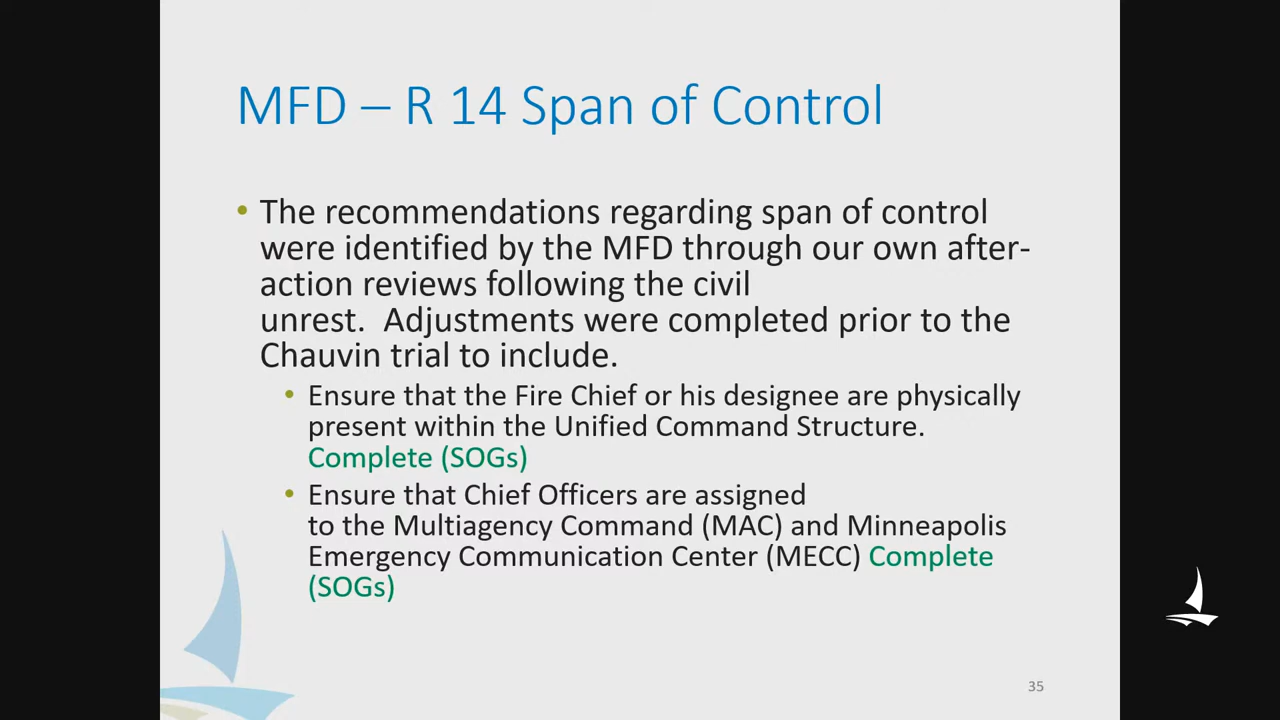 MFD – R 14 Span of Control
• The recommendations regarding span of control
were identified by the MFD through our own after-
action reviews following the civil
unrest.  Adjustments were completed prior to the
Chauvin trial to include.
• Ensure that the Fire Chief or his designee are physically
present within the Unified Command Structure.
Complete (SOGs)
• Ensure that Chief Officers are assigned
to the Multiagency Command (MAC) and Minneapolis
Emergency Communication Center (MECC) Complete
(SOGs)
35